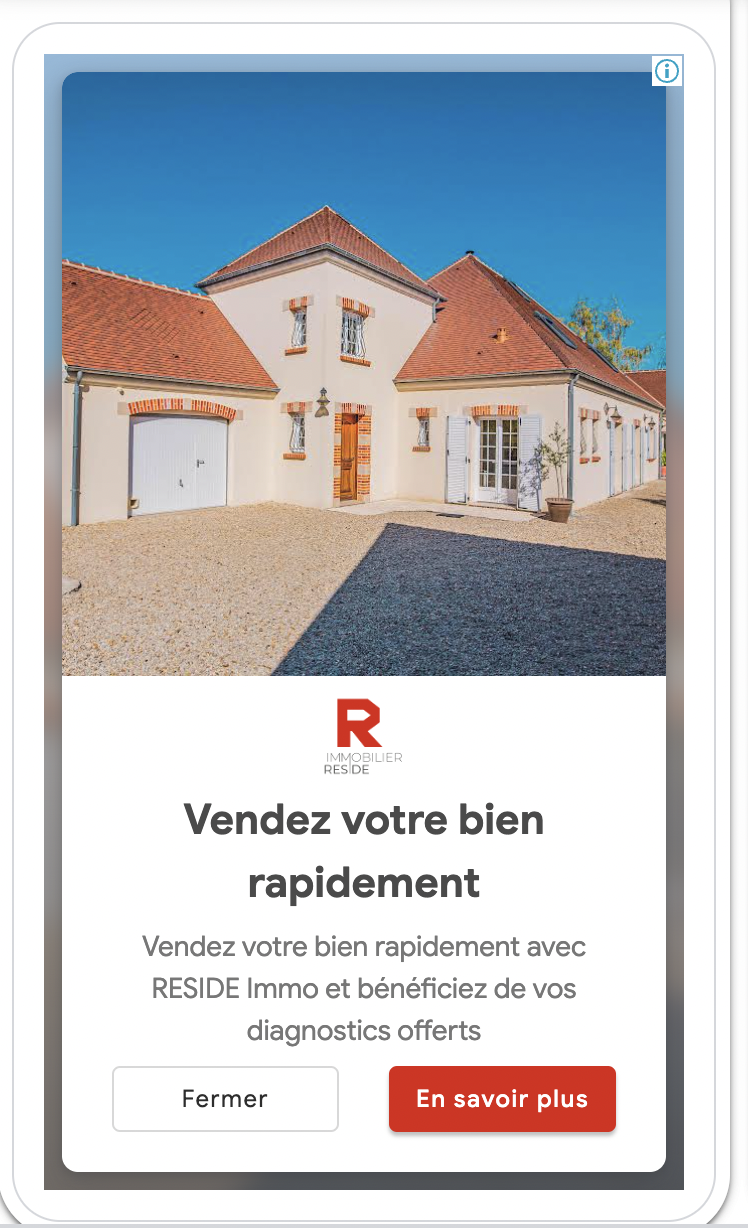 IMMOBILIER
RESIDE
Vendez votre bien
rapidement
Vendez votre bien rapidement avec
RESIDE Immo et bénéficiez de vos
diagnostics offerts
Fermer
En savoir plus